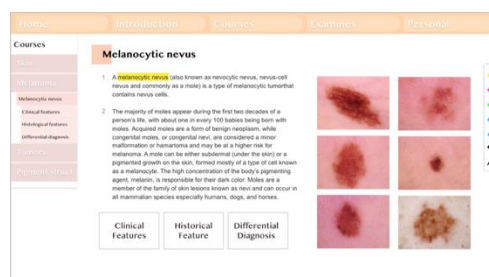 Home
Introduction
Courses
Examines
Personal
Courses
Skin
Melanoma
Melanocytic nevus
Clinical features
Histological features
Differential diagnosis
Tumors
Melanocytic nevus
1 A melanocytic nevus (also known as nevocytic nevus, nevus-cell
nevus and commonly as a mole) is a type of melanocytic tumorthat
contains nevus cells.
2 The majority of moles appear during the first two decades of a
person's life, with about one in every 100 babies being born with
moles. Acquired moles are a form of benign neoplasm, while
congenital moles, or congenital nevi, are considered a minor
malformation or hamartoma and may be at a higher risk for
melanoma. A mole can be either subdermal (under the skin) or a
pigmented growth on the skin, formed mostly of a type of cell known
as a melanocyte. The high concentration of the body's pigmenting
agent, melanin, is responsible for their dark color. Moles are a
member of the family of skin lesions known as nevi and can occur in
all mammalian species especially humans, dogs, and horses.
Clinical
Features
Historical
Feature
Differential
Diagnosis